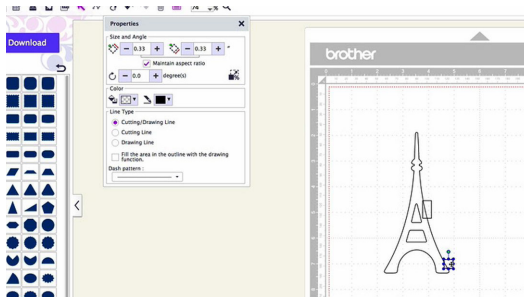 74
Properties
Download
Size and Angle
0.33
0.33
"
Maintain aspect ratio
0.0
degree(s)
Color
Line Type
Cutting/Drawing Line
Cutting Line
Drawing Line
Fill the area in the outline with the drawing
function.
Dash pattern :
brother